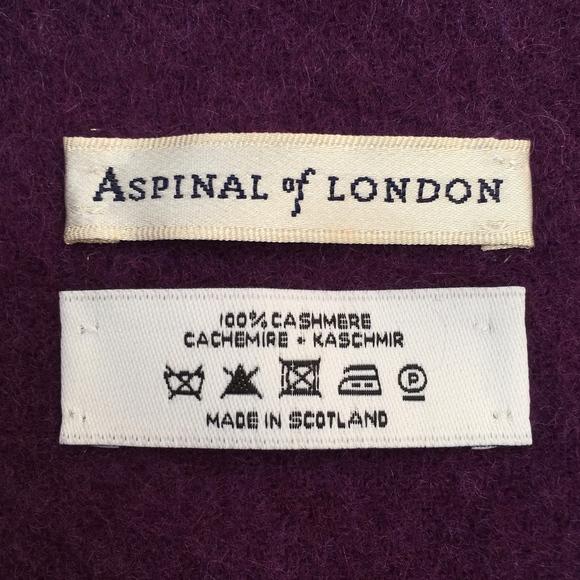 ASPINAL of LONDON
100% CASHMERE
CACHEMIRE • KASCHMIR
P
MADE IN SCOTLAND